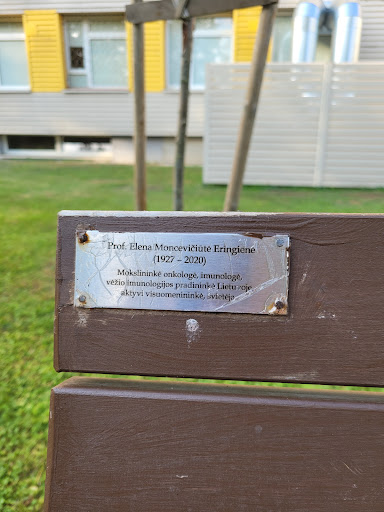 Prof. Elena Moncevičiūtė Eringienė
(1927 – 2020)
Mokslininkė onkologė, imunologė,
vėžio imunologijos pradininkė Lietuvoje,
aktyvi visuomenininkė, švietėja